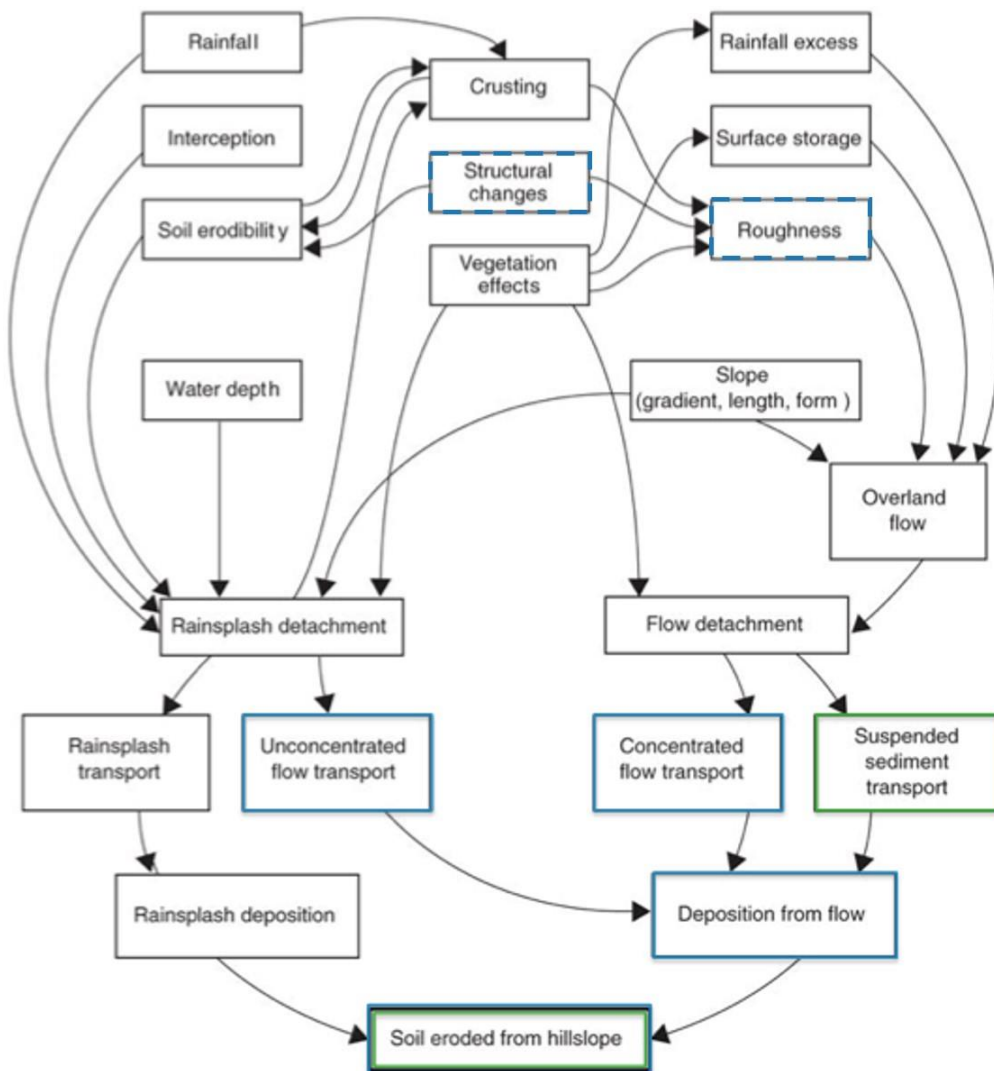 Rainfall
Rainfall excess
Crusting
Interception
Surface storage
Structural
changes
Soil erodibility
Roughness
Vegetation
effects
Water depth
Slope
(gradient, length, form )
Overland
flow
Rainsplash detachment
Flow detachment
Rainsplash
transport
Unconcentrated
flow transport
Concentrated
flow transport
Suspended
sediment
transport
Rainsplash deposition
Deposition from flow
Soil eroded from hillslope